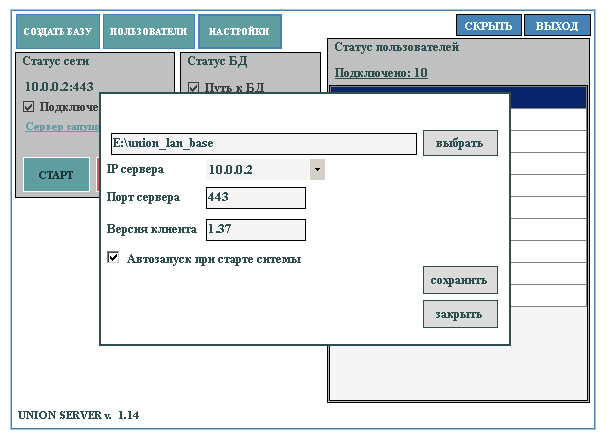 СОЗДАТЬ БАЗУ
ПОЛЬЗОВАТЕЛИ
НАСТРОЙКИ
СКРЫТЬ
ВЫХОД
Статус сети
10.0.0.2:443
Подключе
Сервер запущ
СТАРТ
Статус БД
Путь к БД
Статус пользователей
Подключено: 10
E:\union_lan_base
выбрать
IP сервера
10.0.0.2
Порт сервера
443
Версия клиента
1.37
Автозапуск при старте ситемы
сохранить
закрыть
UNION SERVER v. 1.14